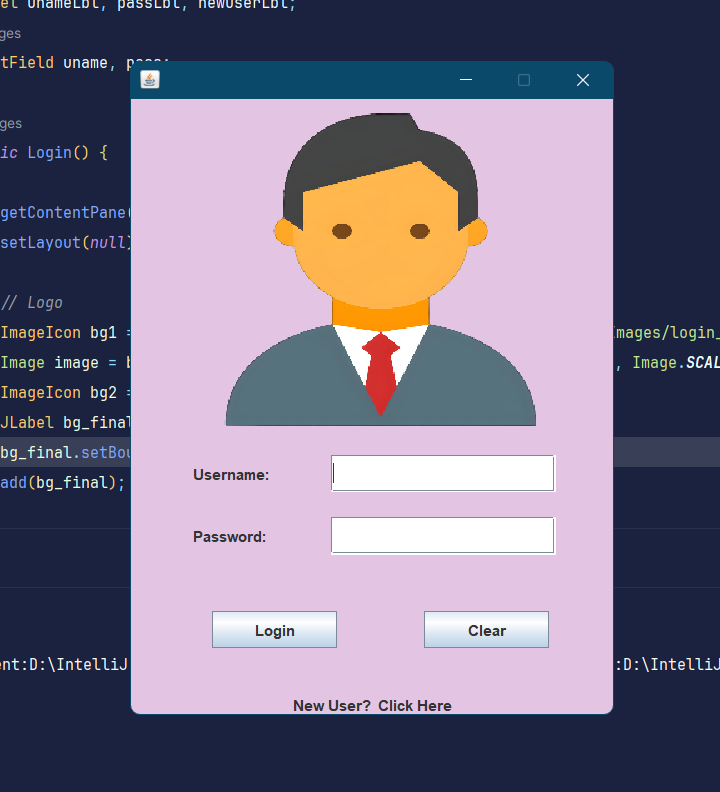 el unameLbl, passLbl, newUserLbl;
ges
tField uname, pass;
ges
ic Login() {
getContentPane(
setLayout(null)
// Logo
ImageIcon bg1 = images/login_
Image image = b , Image.SCAL
ImageIcon bg2 =
JLabel bg_final
bg_final.setBou
add(bg_final);
Username:
Password:
Login Clear
ent:D:\IntelliJ :D:\IntelliJ
New User? Click Here